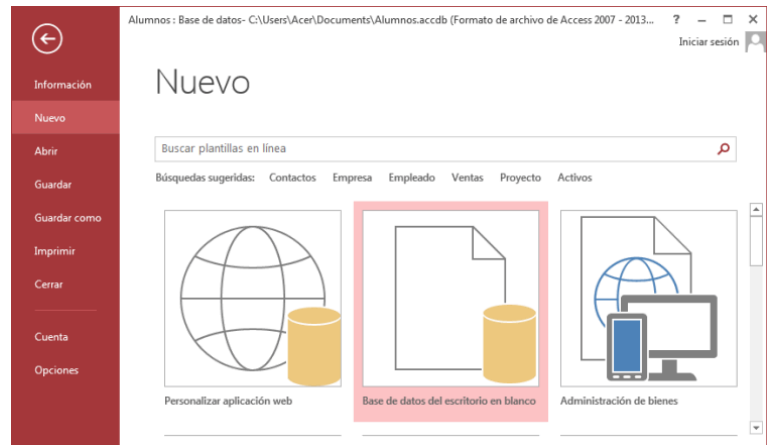 Alumnos : Base de datos- C:\Users\Acer\Documents\Alumnos.accdb (Formato de archivo de Access 2007 - 2013...
?
Iniciar sesión
Información
Nuevo
Abrir
Guardar
Guardar como
Imprimir
Cerrar
Cuenta
Opciones
Nuevo
Buscar plantillas en línea
Búsquedas sugeridas: Contactos Empresa Empleado Ventas Proyecto Activos
Personalizar aplicación web
Base de datos del escritorio en blanco
Administración de bienes